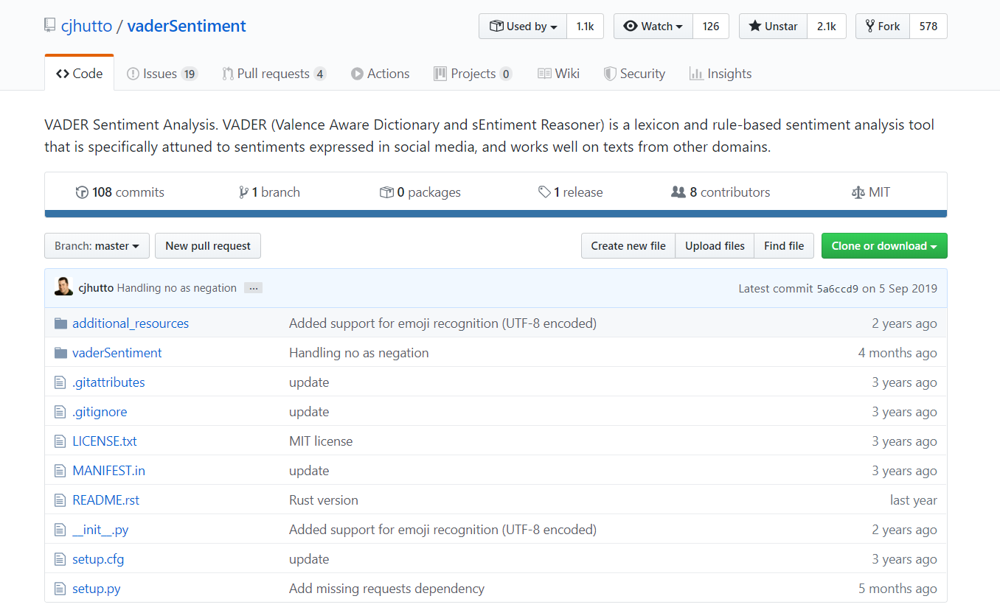 cjhutto / vaderSentiment Used by 1.1k Watch 126 Unstar 2.1k Fork 578
Code Issues 19 Pull requests 4 Actions Projects 0 Wiki Security Insights
VADER Sentiment Analysis. VADER (Valence Aware Dictionary and sEntiment Reasoner) is a lexicon and rule-based sentiment analysis tool
that is specifically attuned to sentiments expressed in social media, and works well on texts from other domains.
108 commits 1 branch 0 packages 1 release 8 contributors MIT
Branch: master New pull request Create new file Upload files Find file Clone or download
cjhutto Handling no as negation ... Latest commit 5a6ccd9 on 5 Sep 2019
additional_resources Added support for emoji recognition (UTF-8 encoded) 2 years ago
vaderSentiment Handling no as negation 4 months ago
.gitattributes update 3 years ago
.gitignore update 3 years ago
LICENSE.txt MIT license 3 years ago
MANIFEST.in update 3 years ago
README.rst Rust version last year
__init__.py Added support for emoji recognition (UTF-8 encoded) 2 years ago
setup.cfg update 3 years ago
setup.py Add missing requests dependency 5 months ago